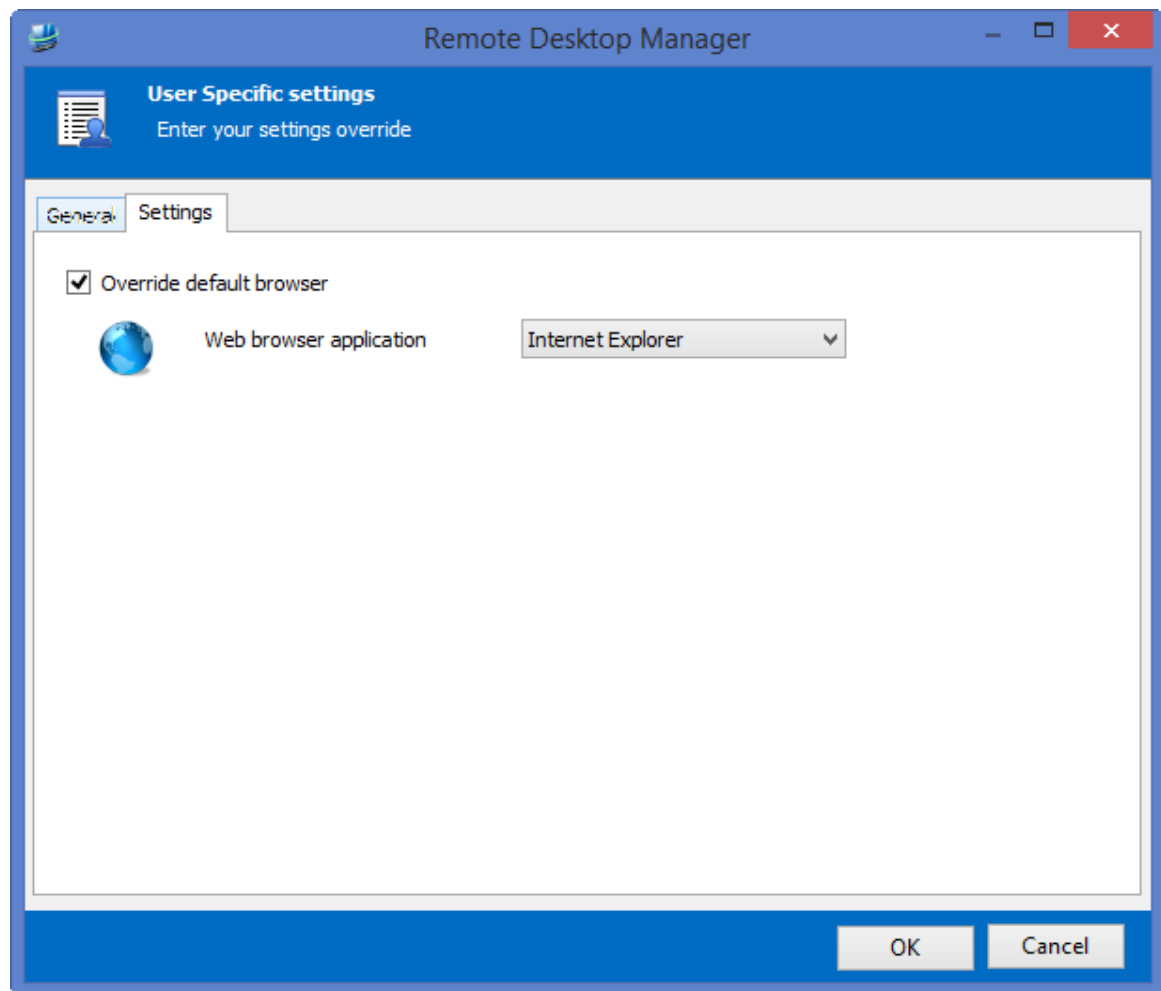 Remote Desktop Manager
User Specific settings
Enter your settings override
General Settings
Override default browser
Web browser application Internet Explorer
OK Cancel